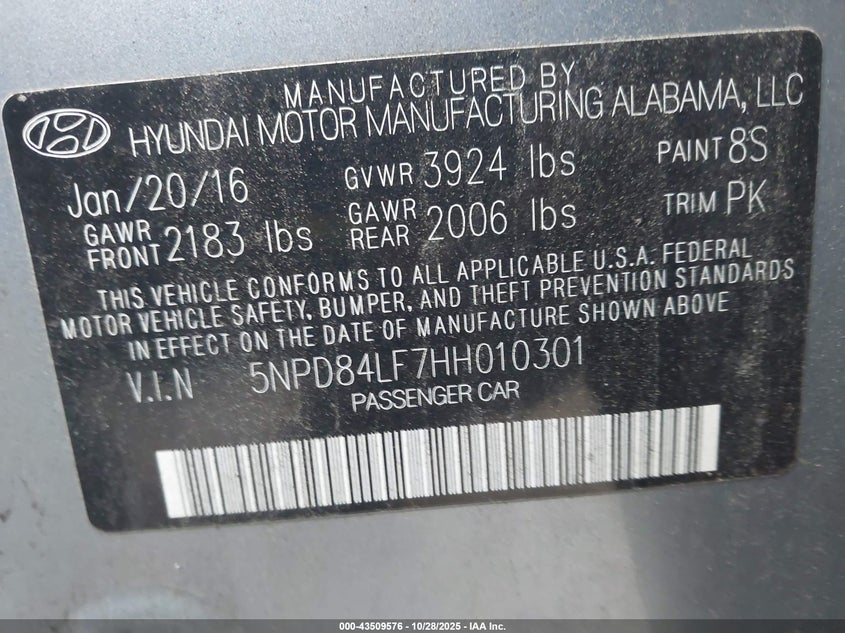 MANUFACTURED BY
HYUNDAI MOTOR MANUFACTURING ALABAMA, LLC
Jan/20/16 GVWR 3924 lbs PAINT 8S
GAWR FRONT 2183 lbs GAWR REAR 2006 lbs TRIM PK
THIS VEHICLE CONFORMS TO ALL APPLICABLE U.S.A. FEDERAL
MOTOR VEHICLE SAFETY, BUMPER, AND THEFT PREVENTION STANDARDS
IN EFFECT ON THE DATE OF MANUFACTURE SHOWN ABOVE
V.I.N 5NPD84LF7HH010301
PASSENGER CAR
000-43509576 | 10/28/2025 - IAA Inc.